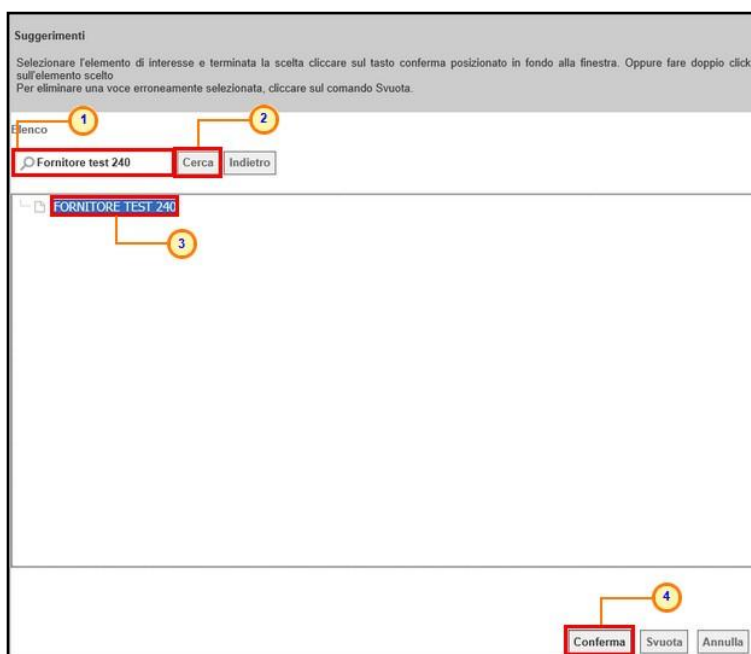 Suggerimenti
Selezionare l'elemento di interesse e terminata la scelta cliccare sul tasto conferma posizionato in fondo alla finestra. Oppure fare doppio click
sull'elemento scelto
Per eliminare una voce erroneamente selezionata, cliccare sul comando Svuota.
1
2
Elenco
Fornitore test 240 Cerca Indietro
FORNITORE TEST 240
3
4
Conferma Svuota Annulla